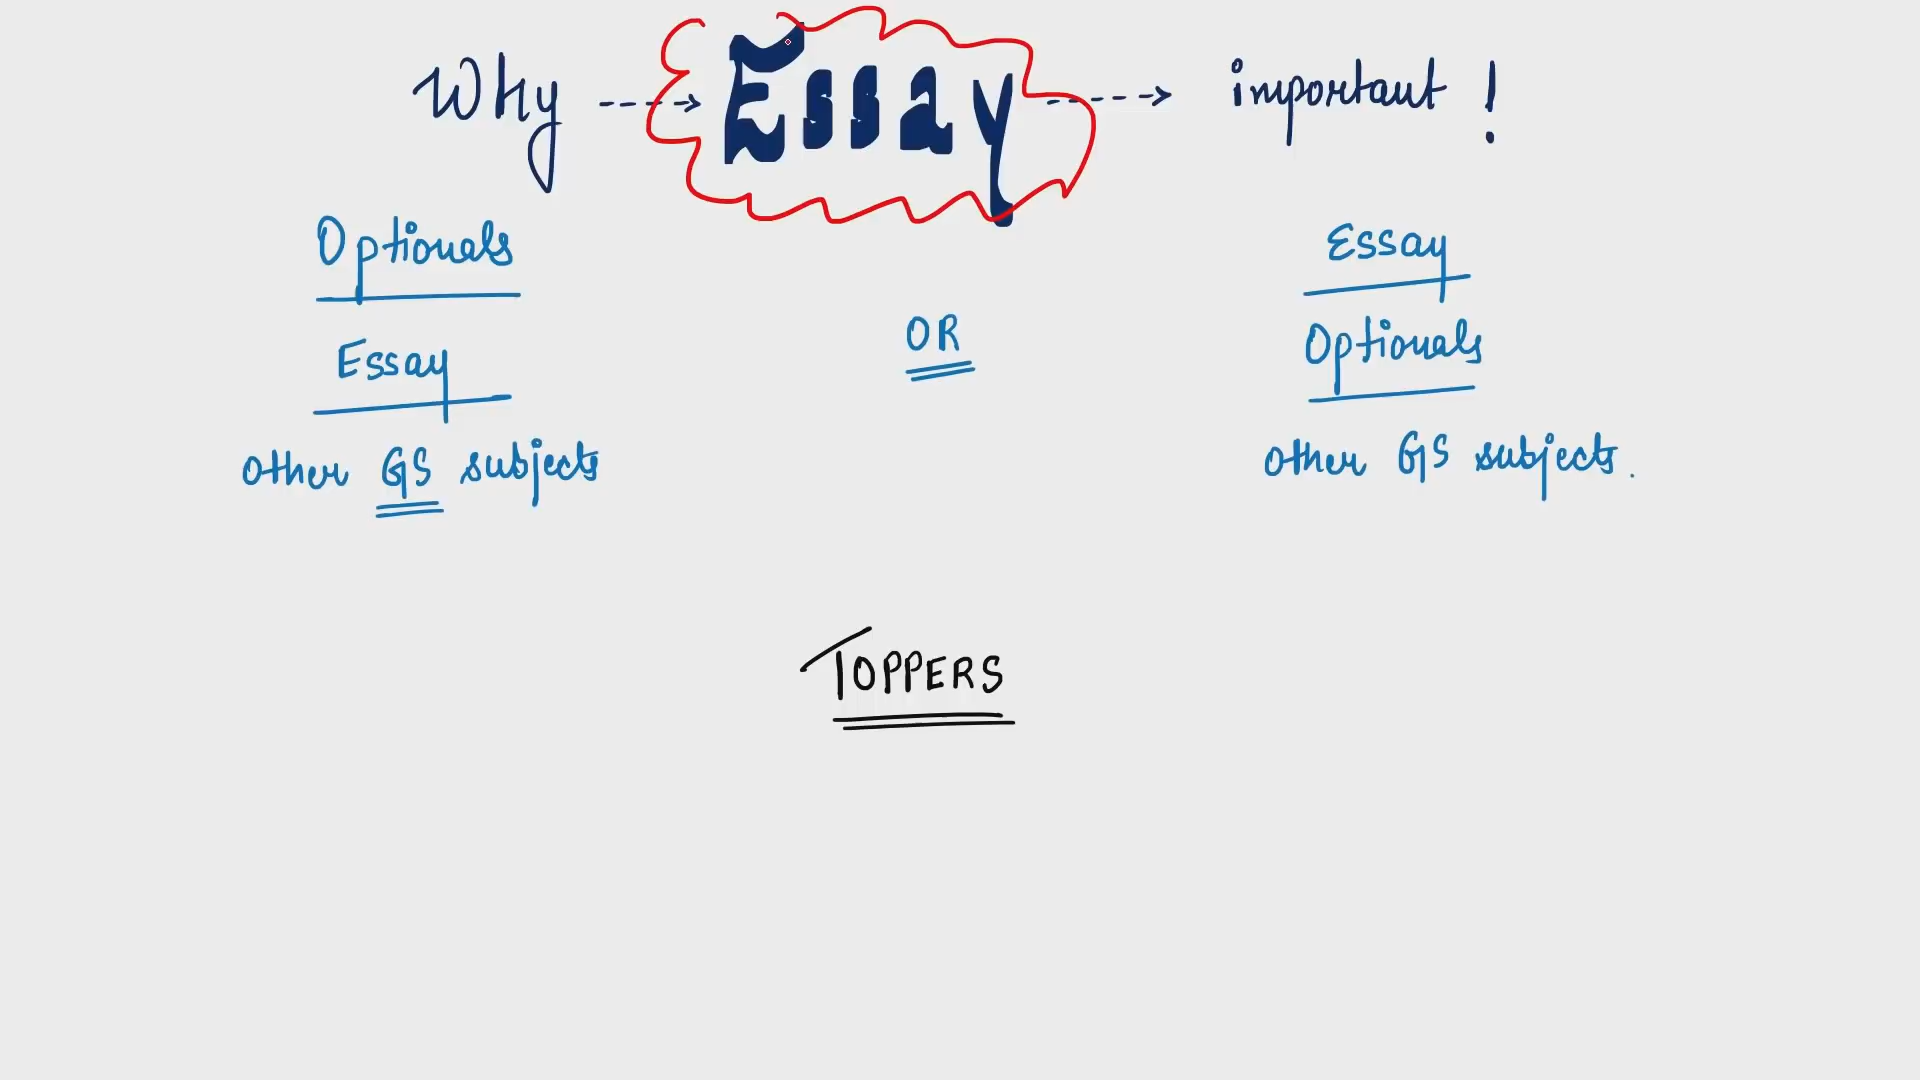 Why Essay important !
Optionals
Essay
other GS subjects
OR
Essay
Optionals
other GS subjects.
TOPPERS